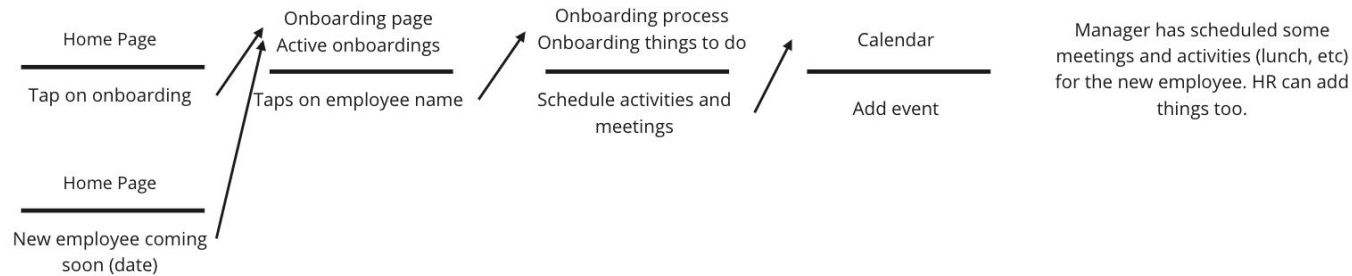 Home Page
Tap on onboarding
Home Page
New employee coming
soon (date)
Onboarding page
Active onboardings
Taps on employee name
Onboarding process
Onboarding things to do
Schedule activities and
meetings
Calendar
Add event
Manager has scheduled some
meetings and activities (lunch, etc)
for the new employee. HR can add
things too.